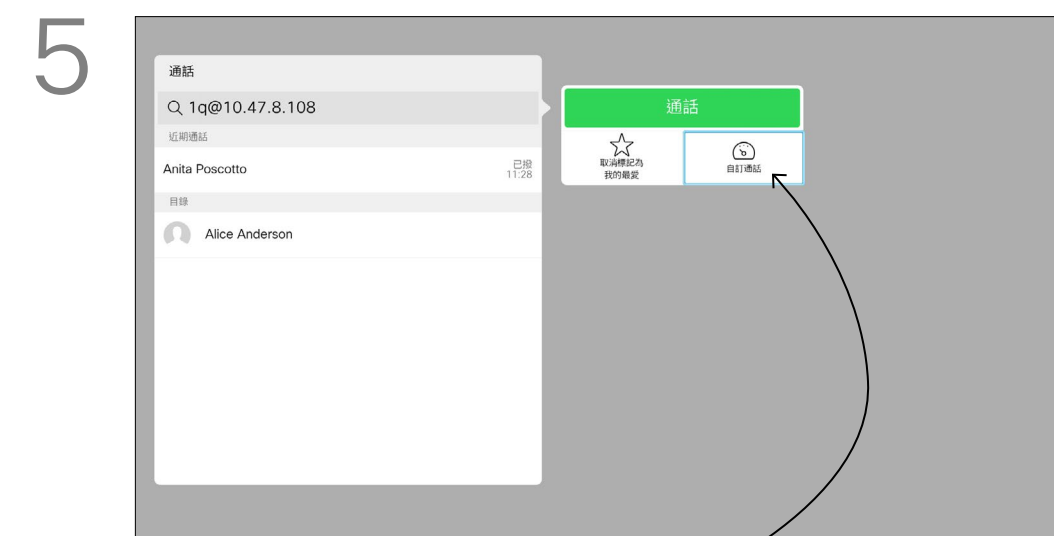 5
通話
1q@10.47.8.108
近期通話
Anita Poscotto
已撥
11:28
目錄
Alice Anderson
通話
取消標記為
我的最愛
自訂通話